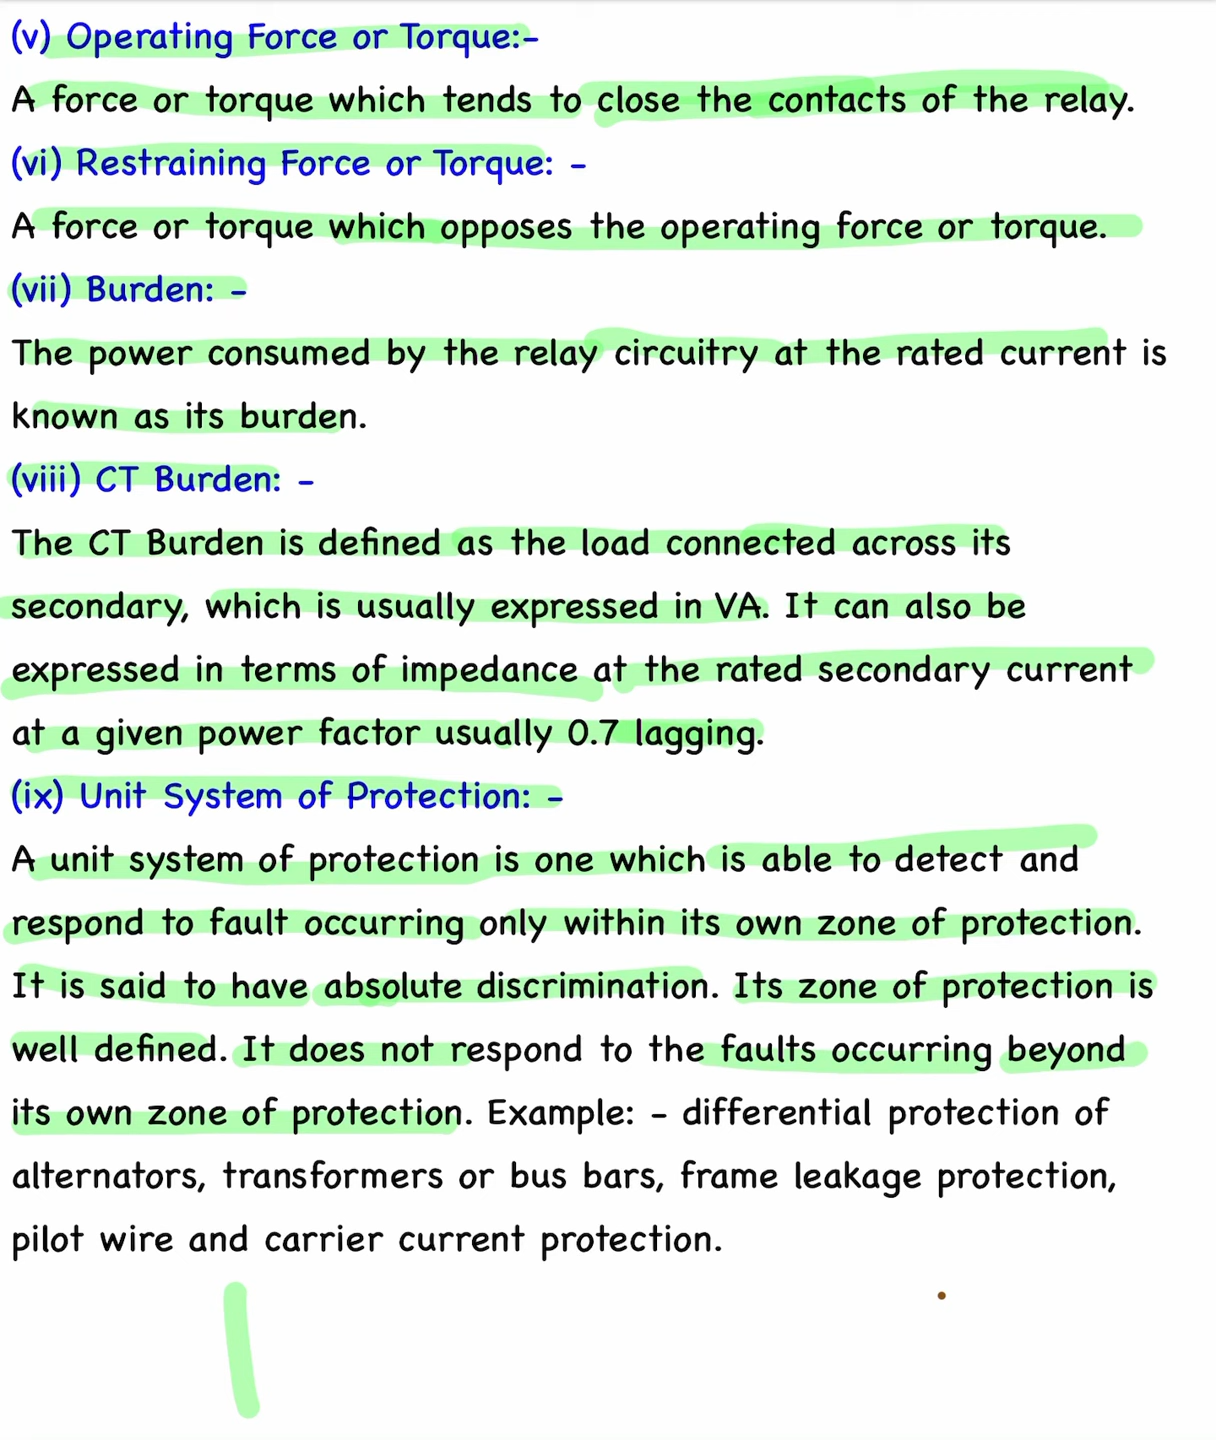 (v) Operating Force or Torque:-
A force or torque which tends to close the contacts of the relay.
(vi) Restraining Force or Torque: -
A force or torque which opposes the operating force or torque.
(vii) Burden: -
The power consumed by the relay circuitry at the rated current is
known as its burden.
(viii) CT Burden: -
The CT Burden is defined as the load connected across its
secondary, which is usually expressed in VA. It can also be
expressed in terms of impedance at the rated secondary current
at a given power factor usually 0.7 lagging.
(ix) Unit System of Protection: -
A unit system of protection is one which is able to detect and
respond to fault occurring only within its own zone of protection.
It is said to have absolute discrimination. Its zone of protection is
well defined. It does not respond to the faults occurring beyond
its own zone of protection. Example: - differential protection of
alternators, transformers or bus bars, frame leakage protection,
pilot wire and carrier current protection.